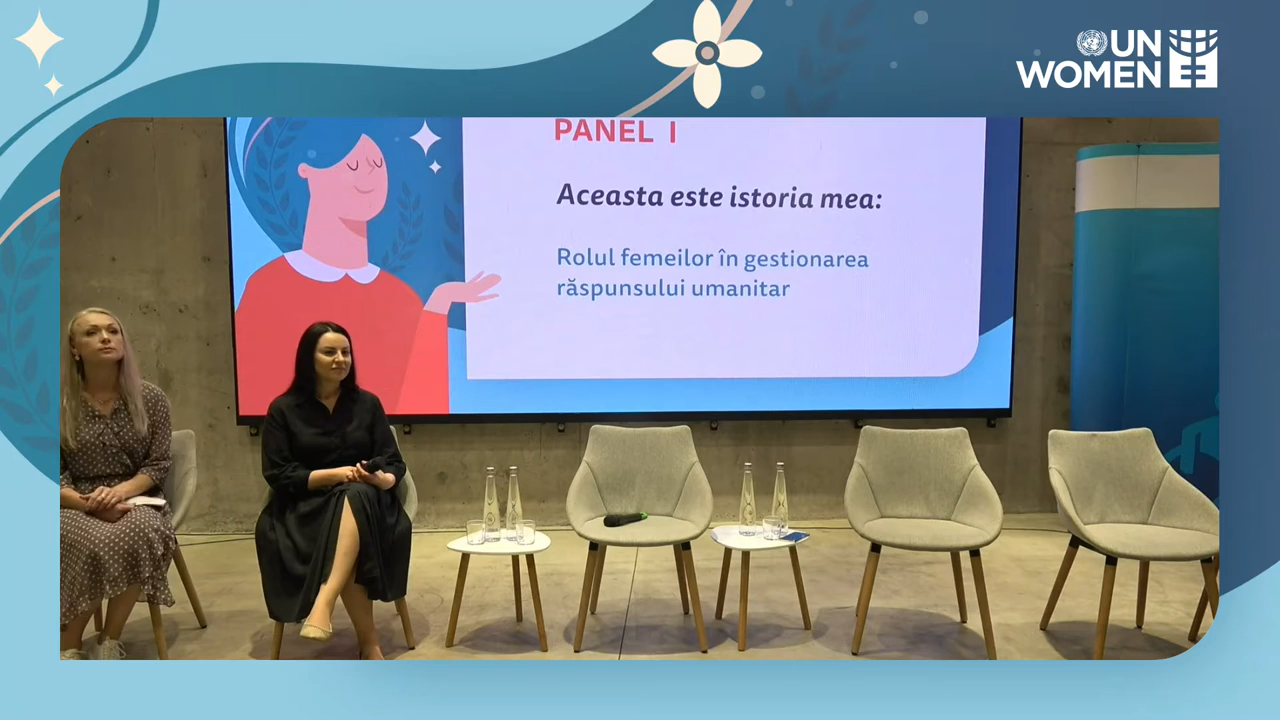 UN
WOMEN
PANEL I
Aceasta este istoria mea:
Rolul femeilor în gestionarea
răspunsului umanitar